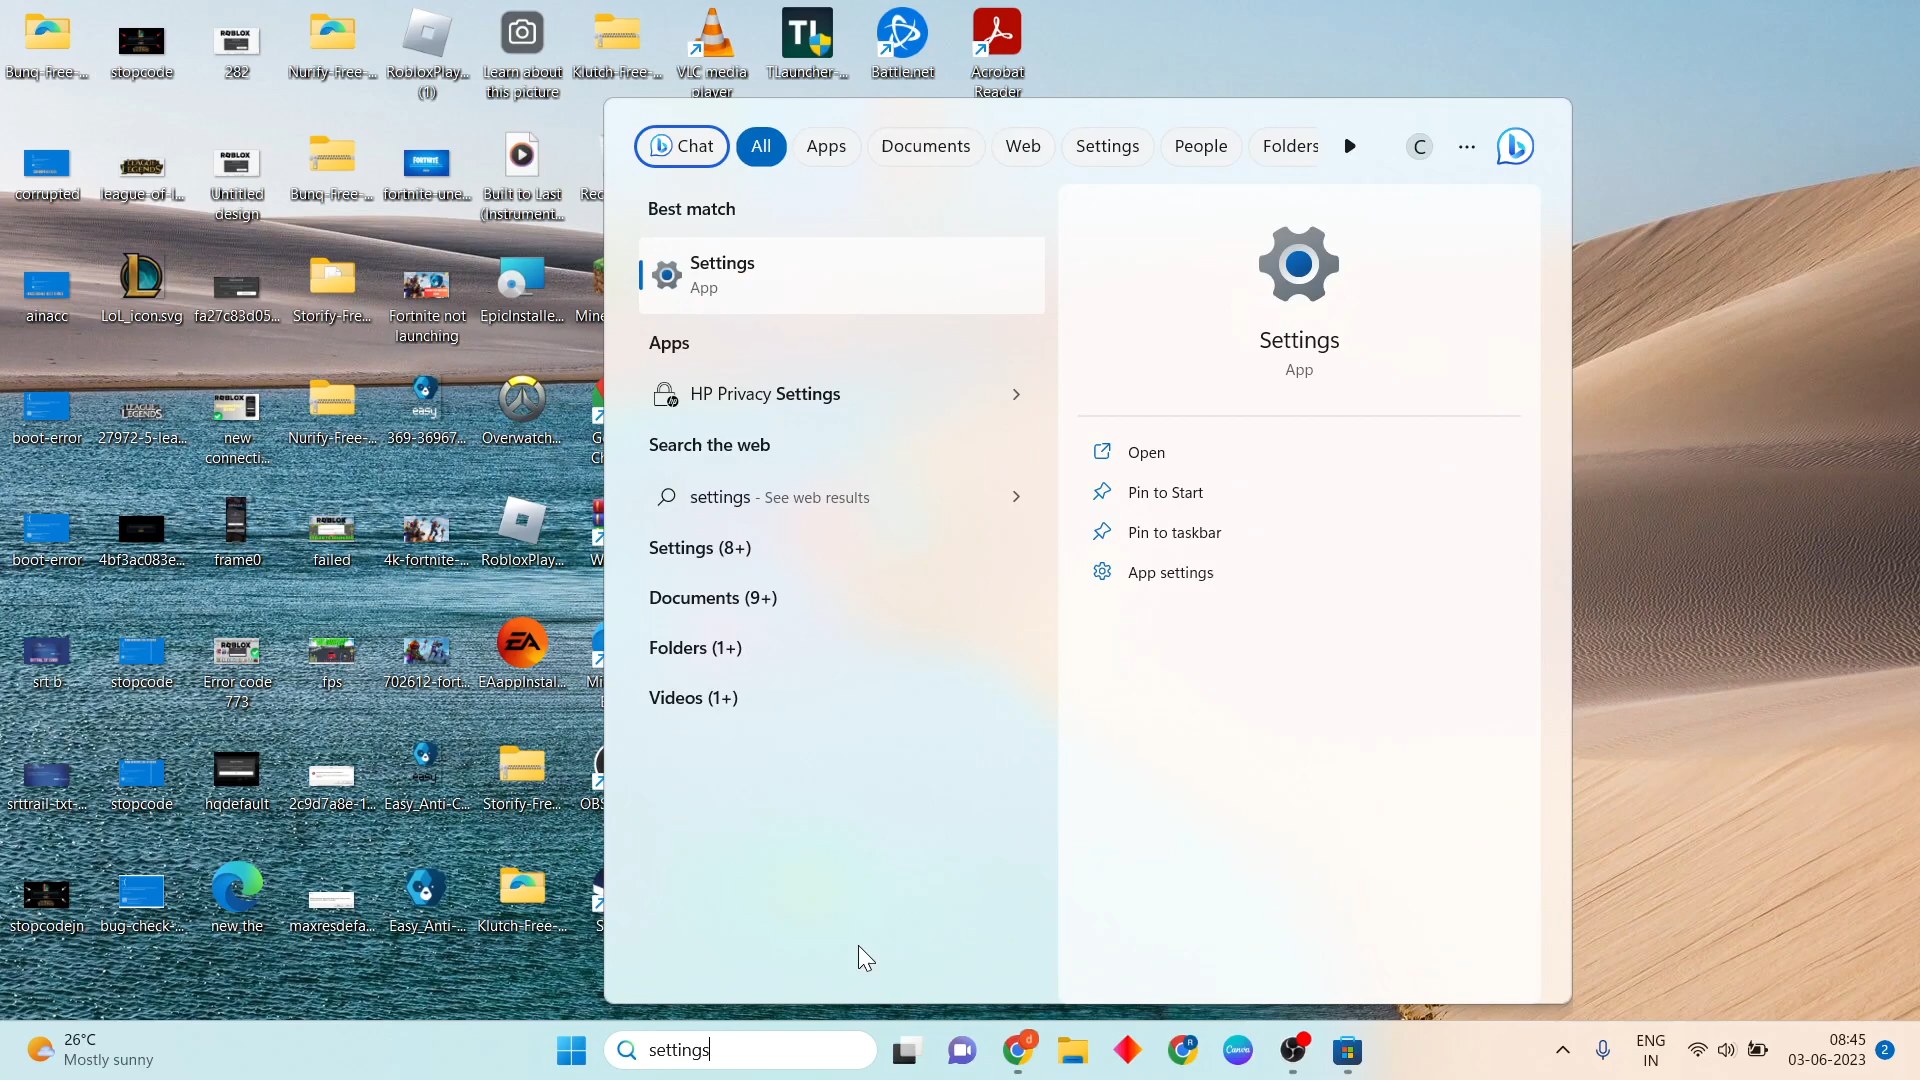 Bunq-Free-...
stopcode
282
Nurify-Free-...
RobloxPlay...
(1)
Learn about
this picture
Klutch-Free-...
VLC media
player
TL
TLauncher-...
Battle.net
Acrobat
Reader
corrupted
league-of-l...
Untitled
design
Bunq-Free-...
fortnite-une...
Built to Last
(Instrument...
Rec
ainacc
LoL_icon.svg
fa27c83d05...
Storify-Fre...
Fortnite not
launching
EpicInstalle...
Mine
boot-error
27972-5-lea...
new
connecti...
Nurify-Free-...
369-36967...
Overwatch...
boot-error
4bf3ac083e...
frame0
failed
4k-fortnite-...
RobloxPlay...
srt b
stopcode
Error code
773
fps
702612-fort...
EAappInstal...
srttrail-txt-...
stopcode
hqdefault
2c9d7a8e-1...
Easy_Anti-C...
Storify-Fre...
OBS
stopcodejn
bug-check-...
new the
maxresdefa...
Easy_Anti-...
Klutch-Free-...
Chat
All
Apps
Documents
Web
Settings
People
Folders
C
Best match
Settings
App
Apps
HP Privacy Settings
Search the web
settings - See web results
Settings (8+)
Documents (9+)
Folders (1+)
Videos (1+)
Settings
App
Open
Pin to Start
Pin to taskbar
App settings
26°C
Mostly sunny
settings
ENG
IN
08:45
03-06-2023
2